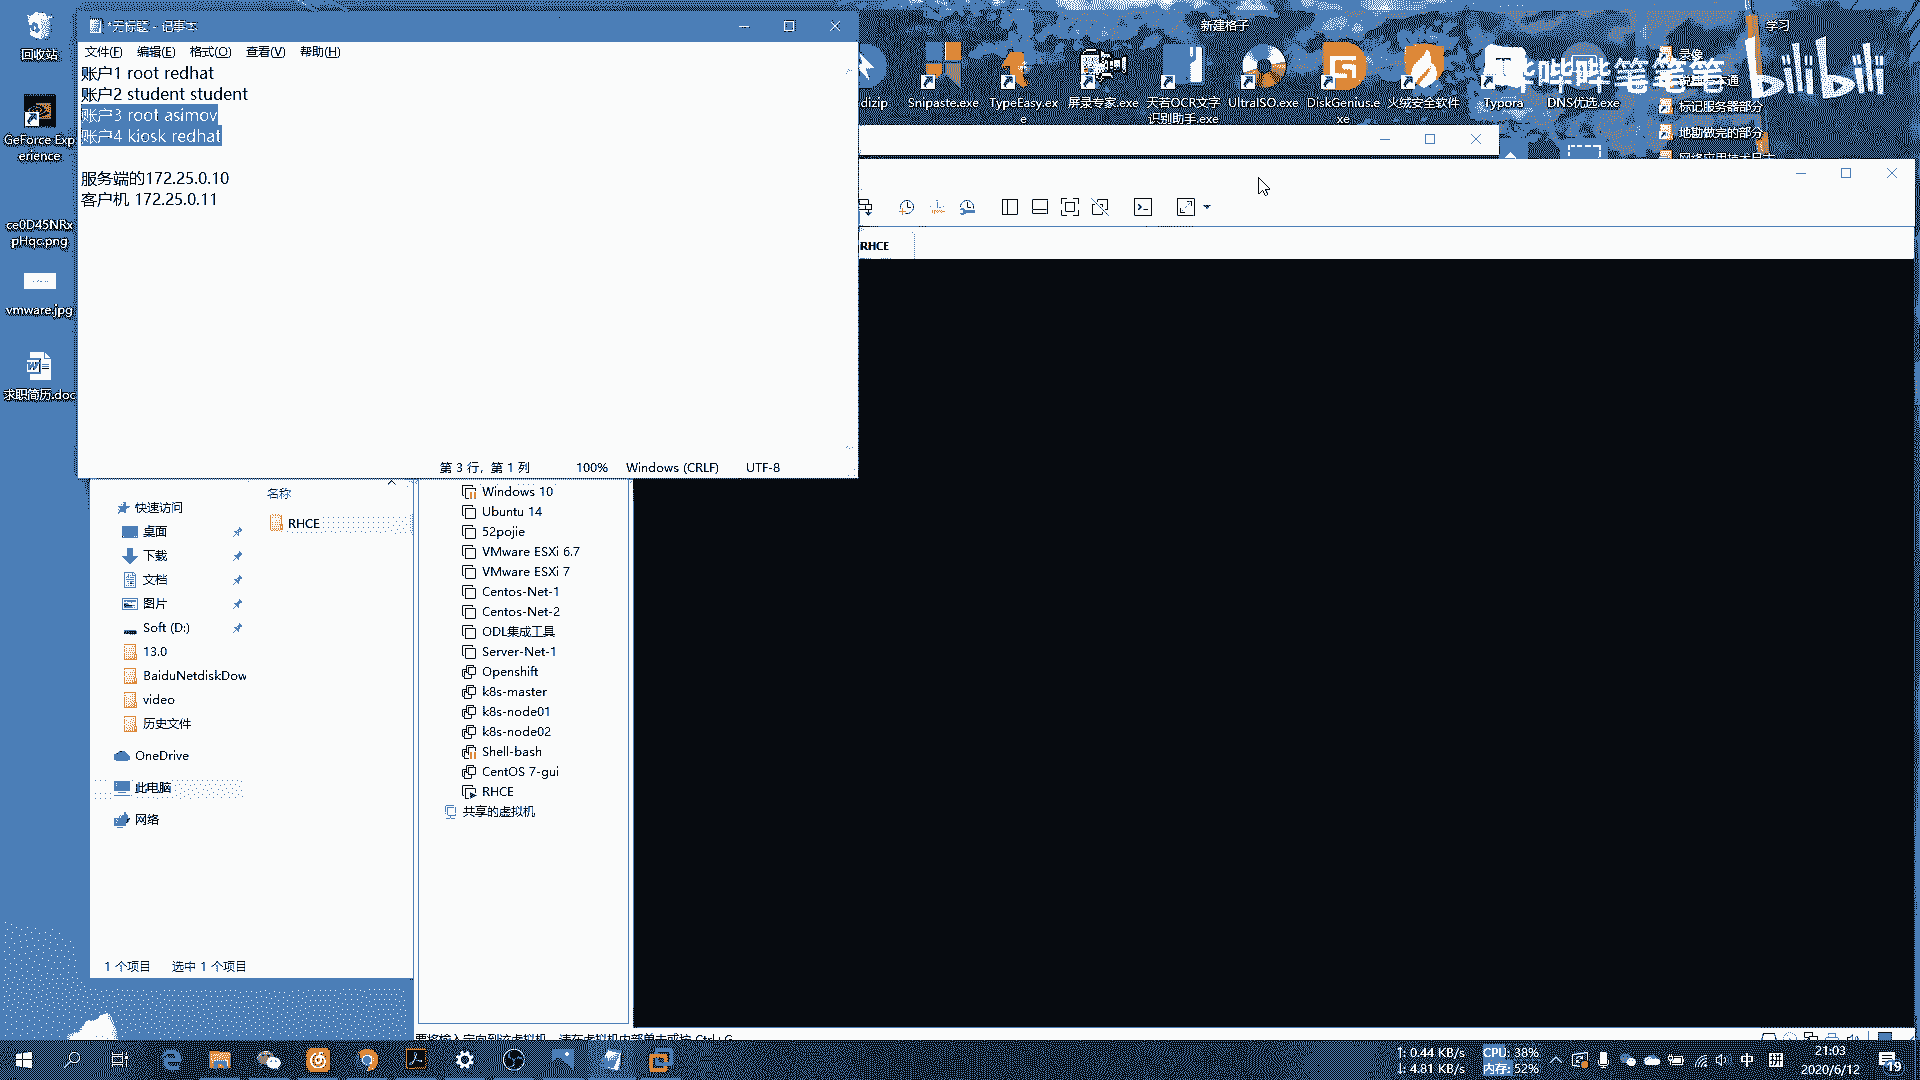 *无标题 - 记事本
文件(F) 编辑(E) 格式(O) 查看(V) 帮助(H)
账户1 root redhat
账户2 student student
账户3 root asimov
账户4 kiosk redhat
服务端的172.25.0.10
客户机 172.25.0.11
第 3 行，第 1 列 100% Windows (CRLF) UTF-8
回收站
GeForce Exp
erience
ce0D45NRx
pHqc.png
vmware.jpg
求职简历.doc
新建格子
学习
dizip
Snipaste.exe
TypeEasy.ex
e
屏录专家.exe
天若OCR文字
识别助手.exe
UltraISO.exe
DiskGenius.e
xe
火绒安全软件
Typora
DNS优选.exe
录像
标记服务器部分
地勘做完的部分
哔哔笔笔笔
bilibili
RHCE
名称
RHCE
快速访问
桌面
下载
文档
图片
Soft (D:)
13.0
BaiduNetdiskDow
video
历史文件
OneDrive
此电脑
网络
1 个项目 选中 1 个项目
Windows 10
Ubuntu 14
52pojie
VMware ESXi 6.7
VMware ESXi 7
Centos-Net-1
Centos-Net-2
ODL集成工具
Server-Net-1
Openshift
k8s-master
k8s-node01
k8s-node02
Shell-bash
CentOS 7-gui
RHCE
共享的虚拟机
要将输入定向到该虚拟机，请在虚拟机内部单击或按 Ctrl+G
↑: 0.44 KB/s
↓: 4.81 KB/s
CPU: 38%
内存: 52%
中
21:03
2020/6/12
19